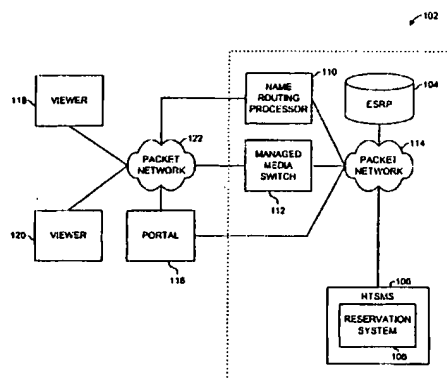 102
110
NAME
ROUTING
PROCESSOR
104
ESRP
118
VIEWER
122
PACKET
NETWORK
MANAGED
MEDIA
SWITCH
112
114
PACKET
NETWORK
120
VIEWER
PORTAL
116
106
HTSMS
RESERVATION
SYSTEM
108